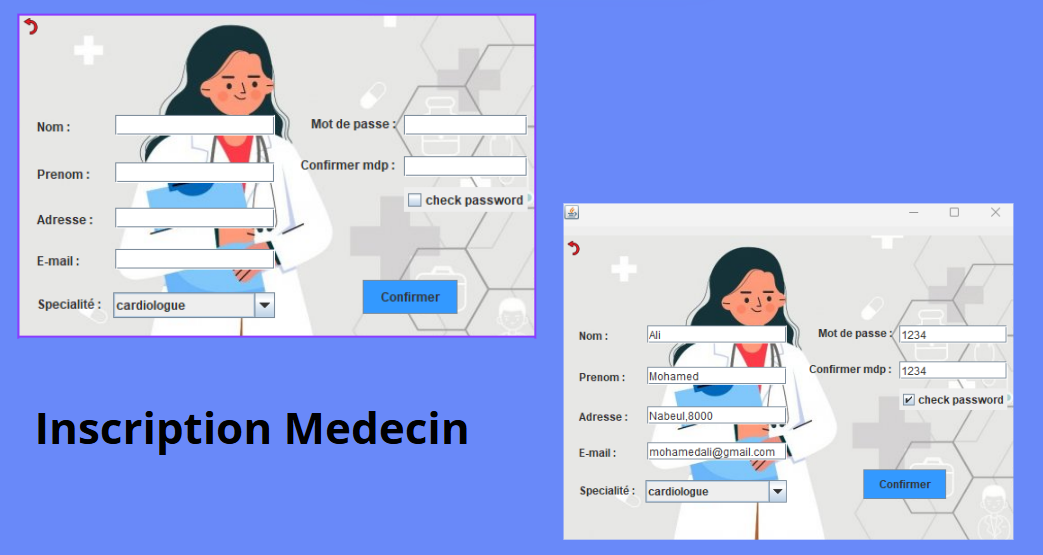 Nom :
Mot de passe :
Prenom :
Confirmer mdp :
check password
Adresse :
E-mail :
Specialité :
cardiologue
Confirmer
Inscription Medecin
Nom :
Ali
Mot de passe :
1234
Prenom :
Mohamed
Confirmer mdp :
1234
check password
Adresse :
Nabeul,8000
E-mail :
mohamedali@gmail.com
Specialité :
cardiologue
Confirmer